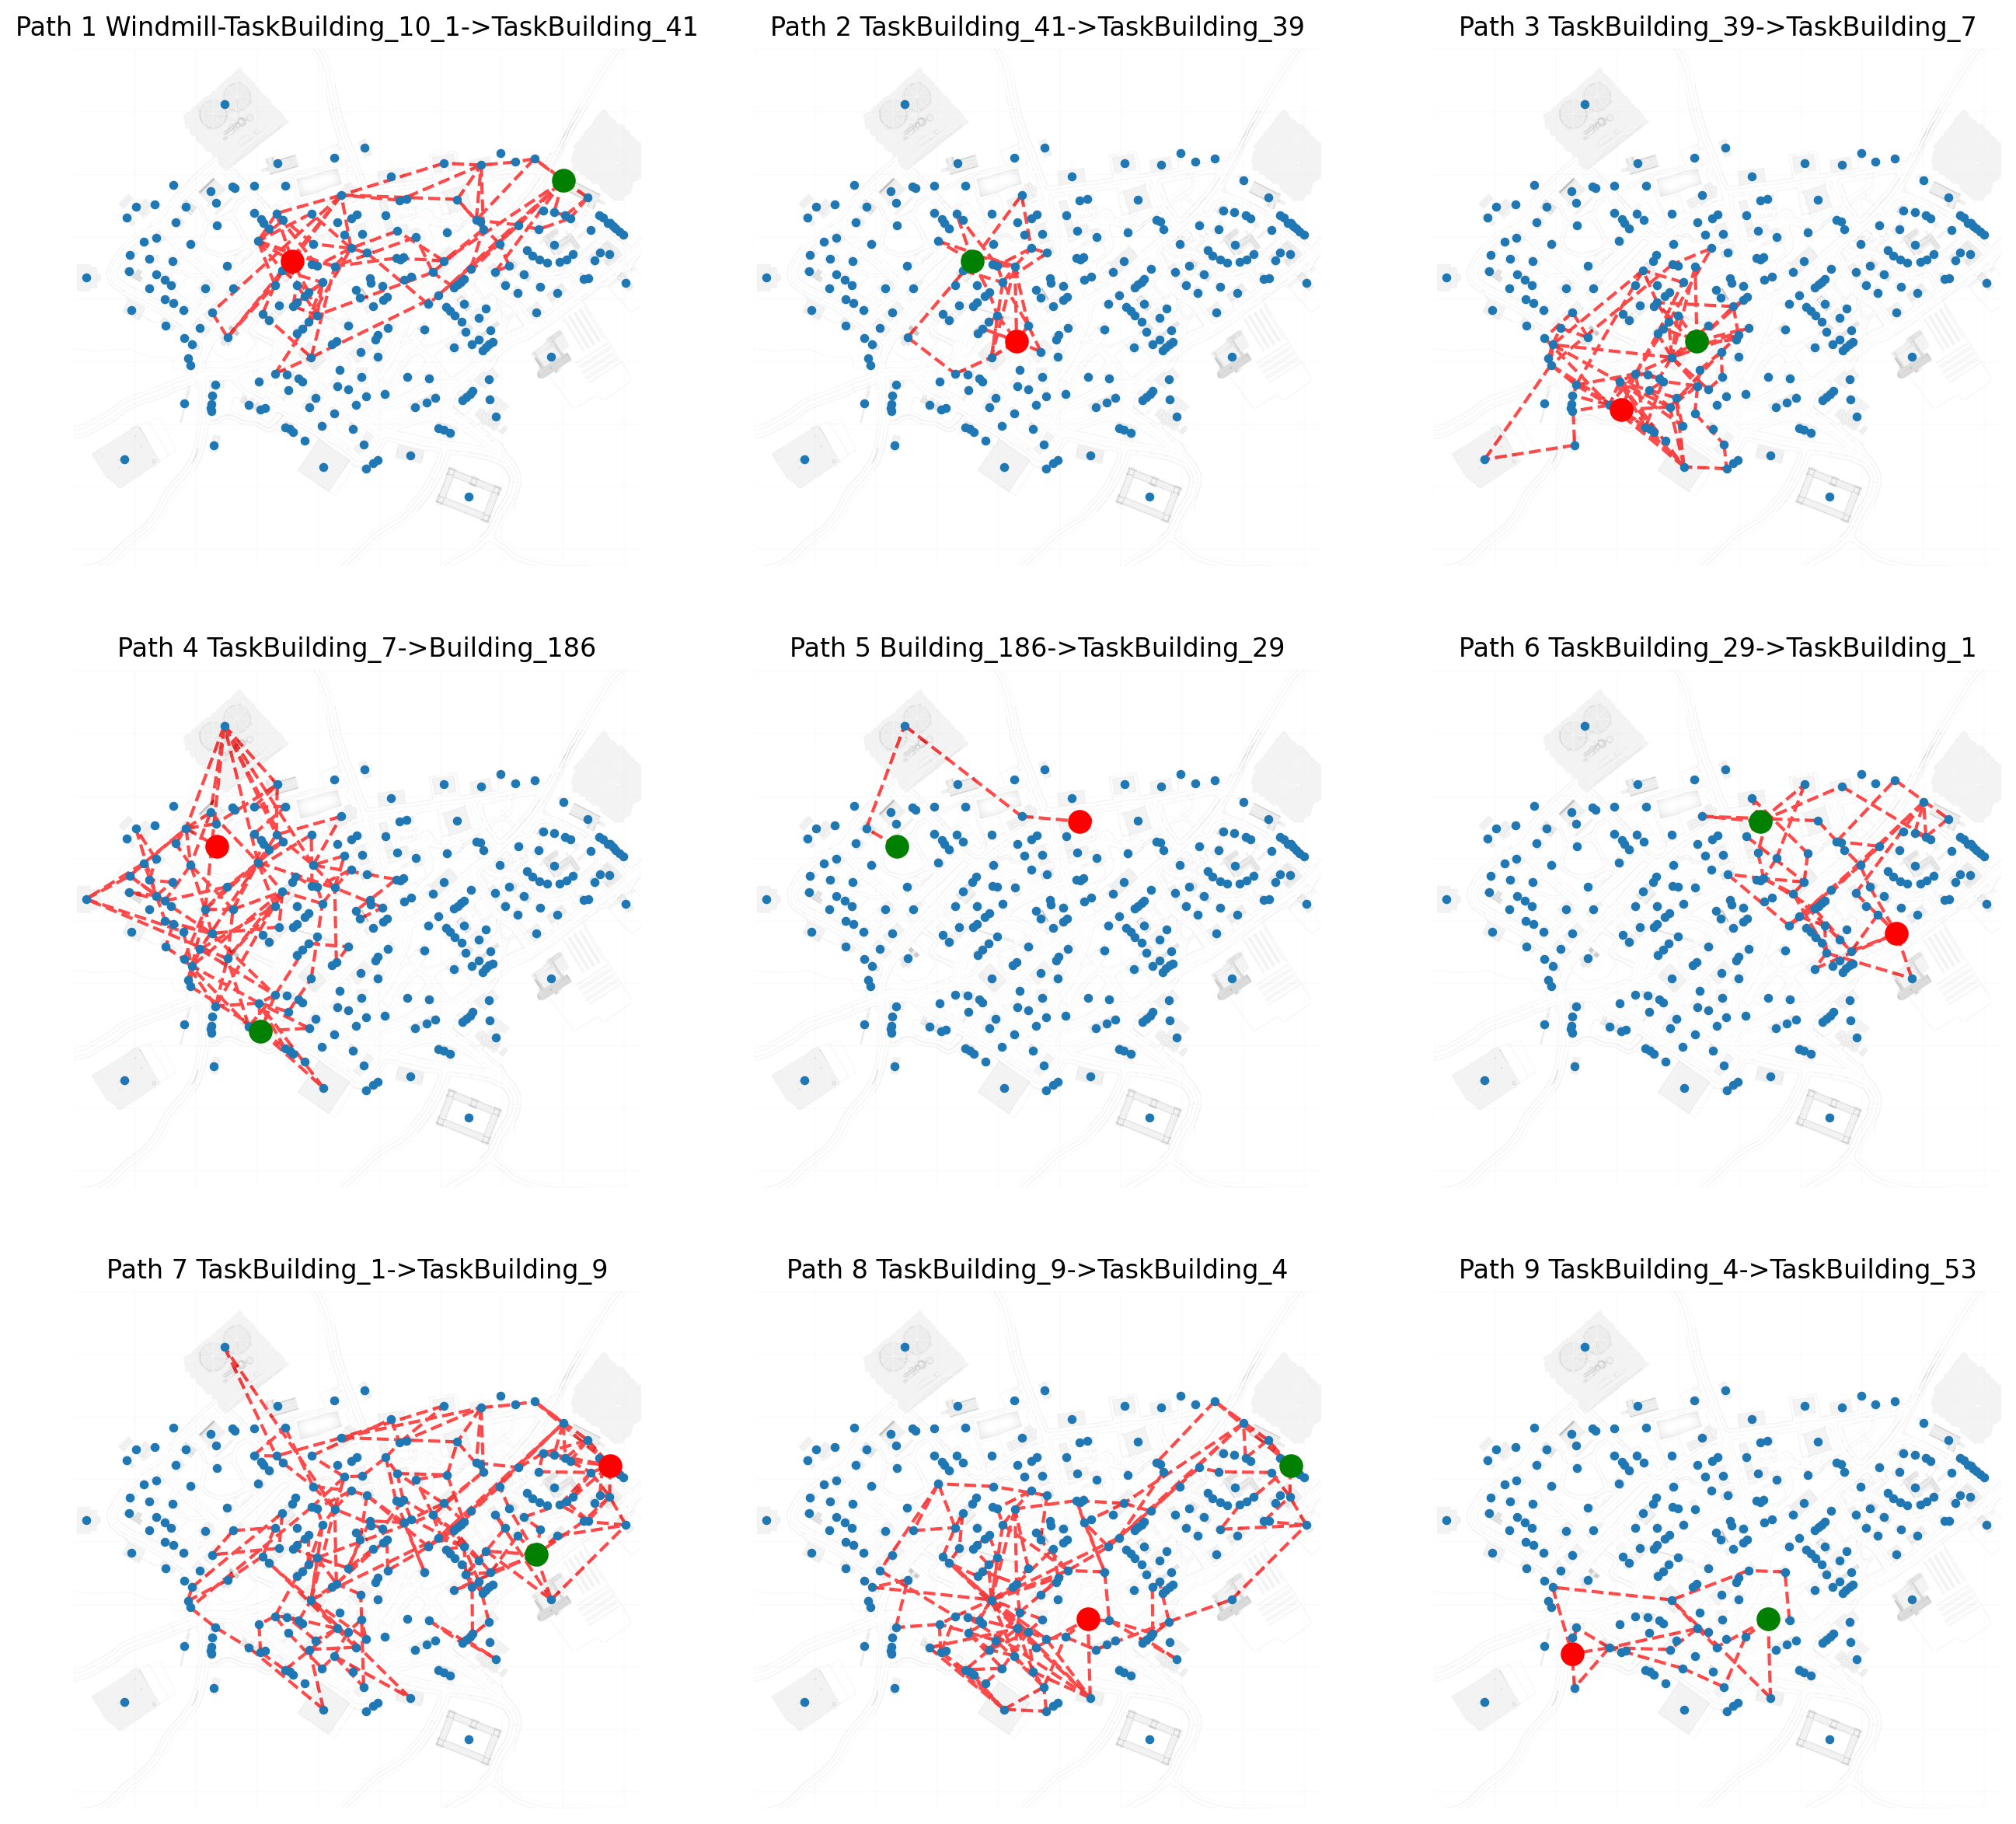 Path 1 Windmill-TaskBuilding_10_1->TaskBuilding_41
Path 2 TaskBuilding_41->TaskBuilding_39
Path 3 TaskBuilding_39->TaskBuilding_7
Path 4 TaskBuilding_7->Building_186
Path 5 Building_186->TaskBuilding_29
Path 6 TaskBuilding_29->TaskBuilding_1
Path 7 TaskBuilding_1->TaskBuilding_9
Path 8 TaskBuilding_9->TaskBuilding_4
Path 9 TaskBuilding_4->TaskBuilding_53